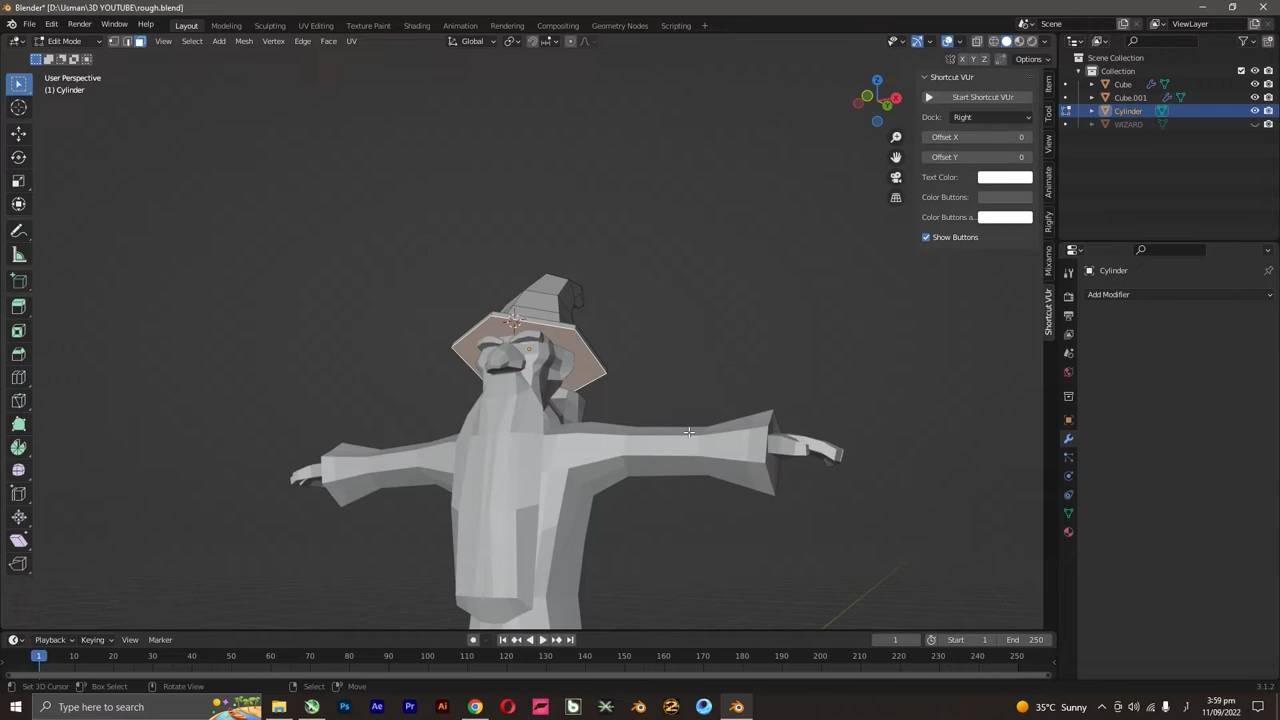 Blender* [D:\Usman\3D YOUTUBE\rough.blend]
File Edit Render Window Help Layout Modeling Sculpting UV Editing Texture Paint Shading Animation Rendering Compositing Geometry Nodes Scripting + Scene ViewLayer
Edit Mode View Select Add Mesh Vertex Edge Face UV Global
X Y Z Options
User Perspective
(1) Cylinder
Shortcut VUr
Start Shortcut VUr
Dock: Right
Offset X 0
Offset Y 0
Text Color:
Color Buttons:
Color Buttons a...
Show Buttons
Item
Tool
View
Animate
Rigify
Mixamo
Shortcut VUr
Z
X
Y
Scene Collection
Collection
Cube
Cube.001
Cylinder
WIZARD
Cylinder
Add Modifier
Playback Keying View Marker 1 Start 1 End 250
1 10 20 30 40 50 60 70 80 90 100 110 120 130 140 150 160 170 180 190 200 210 220 230 240 250
Set 3D Cursor Box Select Rotate View Select Move 3.1.2
Type here to search
Ps Ae Pr Ai
35°C Sunny
3:59 pm
11/09/2022